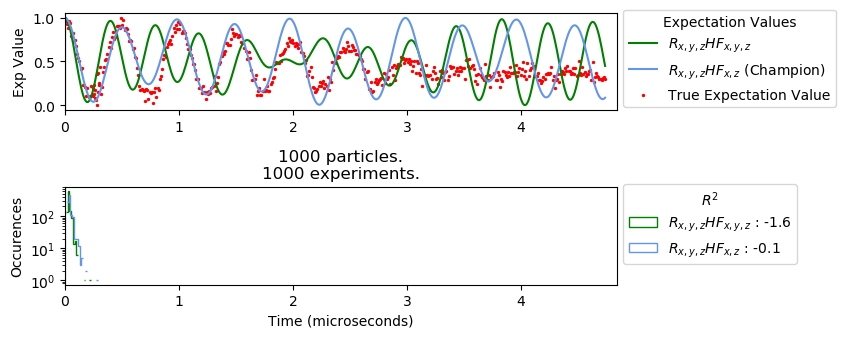 Exp Value
1.0
0.5
0.0
0 1 2 3 4
Expectation Values
R_{x,y,z}HF_{x,y,z}
R_{x,y,z}HF_{x,z} (Champion)
True Expectation Value
1000 particles.
1000 experiments.
Occurences
10^2
10^1
10^0
0 1 2 3 4
Time (microseconds)
R^2
R_{x,y,z}HF_{x,y,z} : -1.6
R_{x,y,z}HF_{x,z} : -0.1